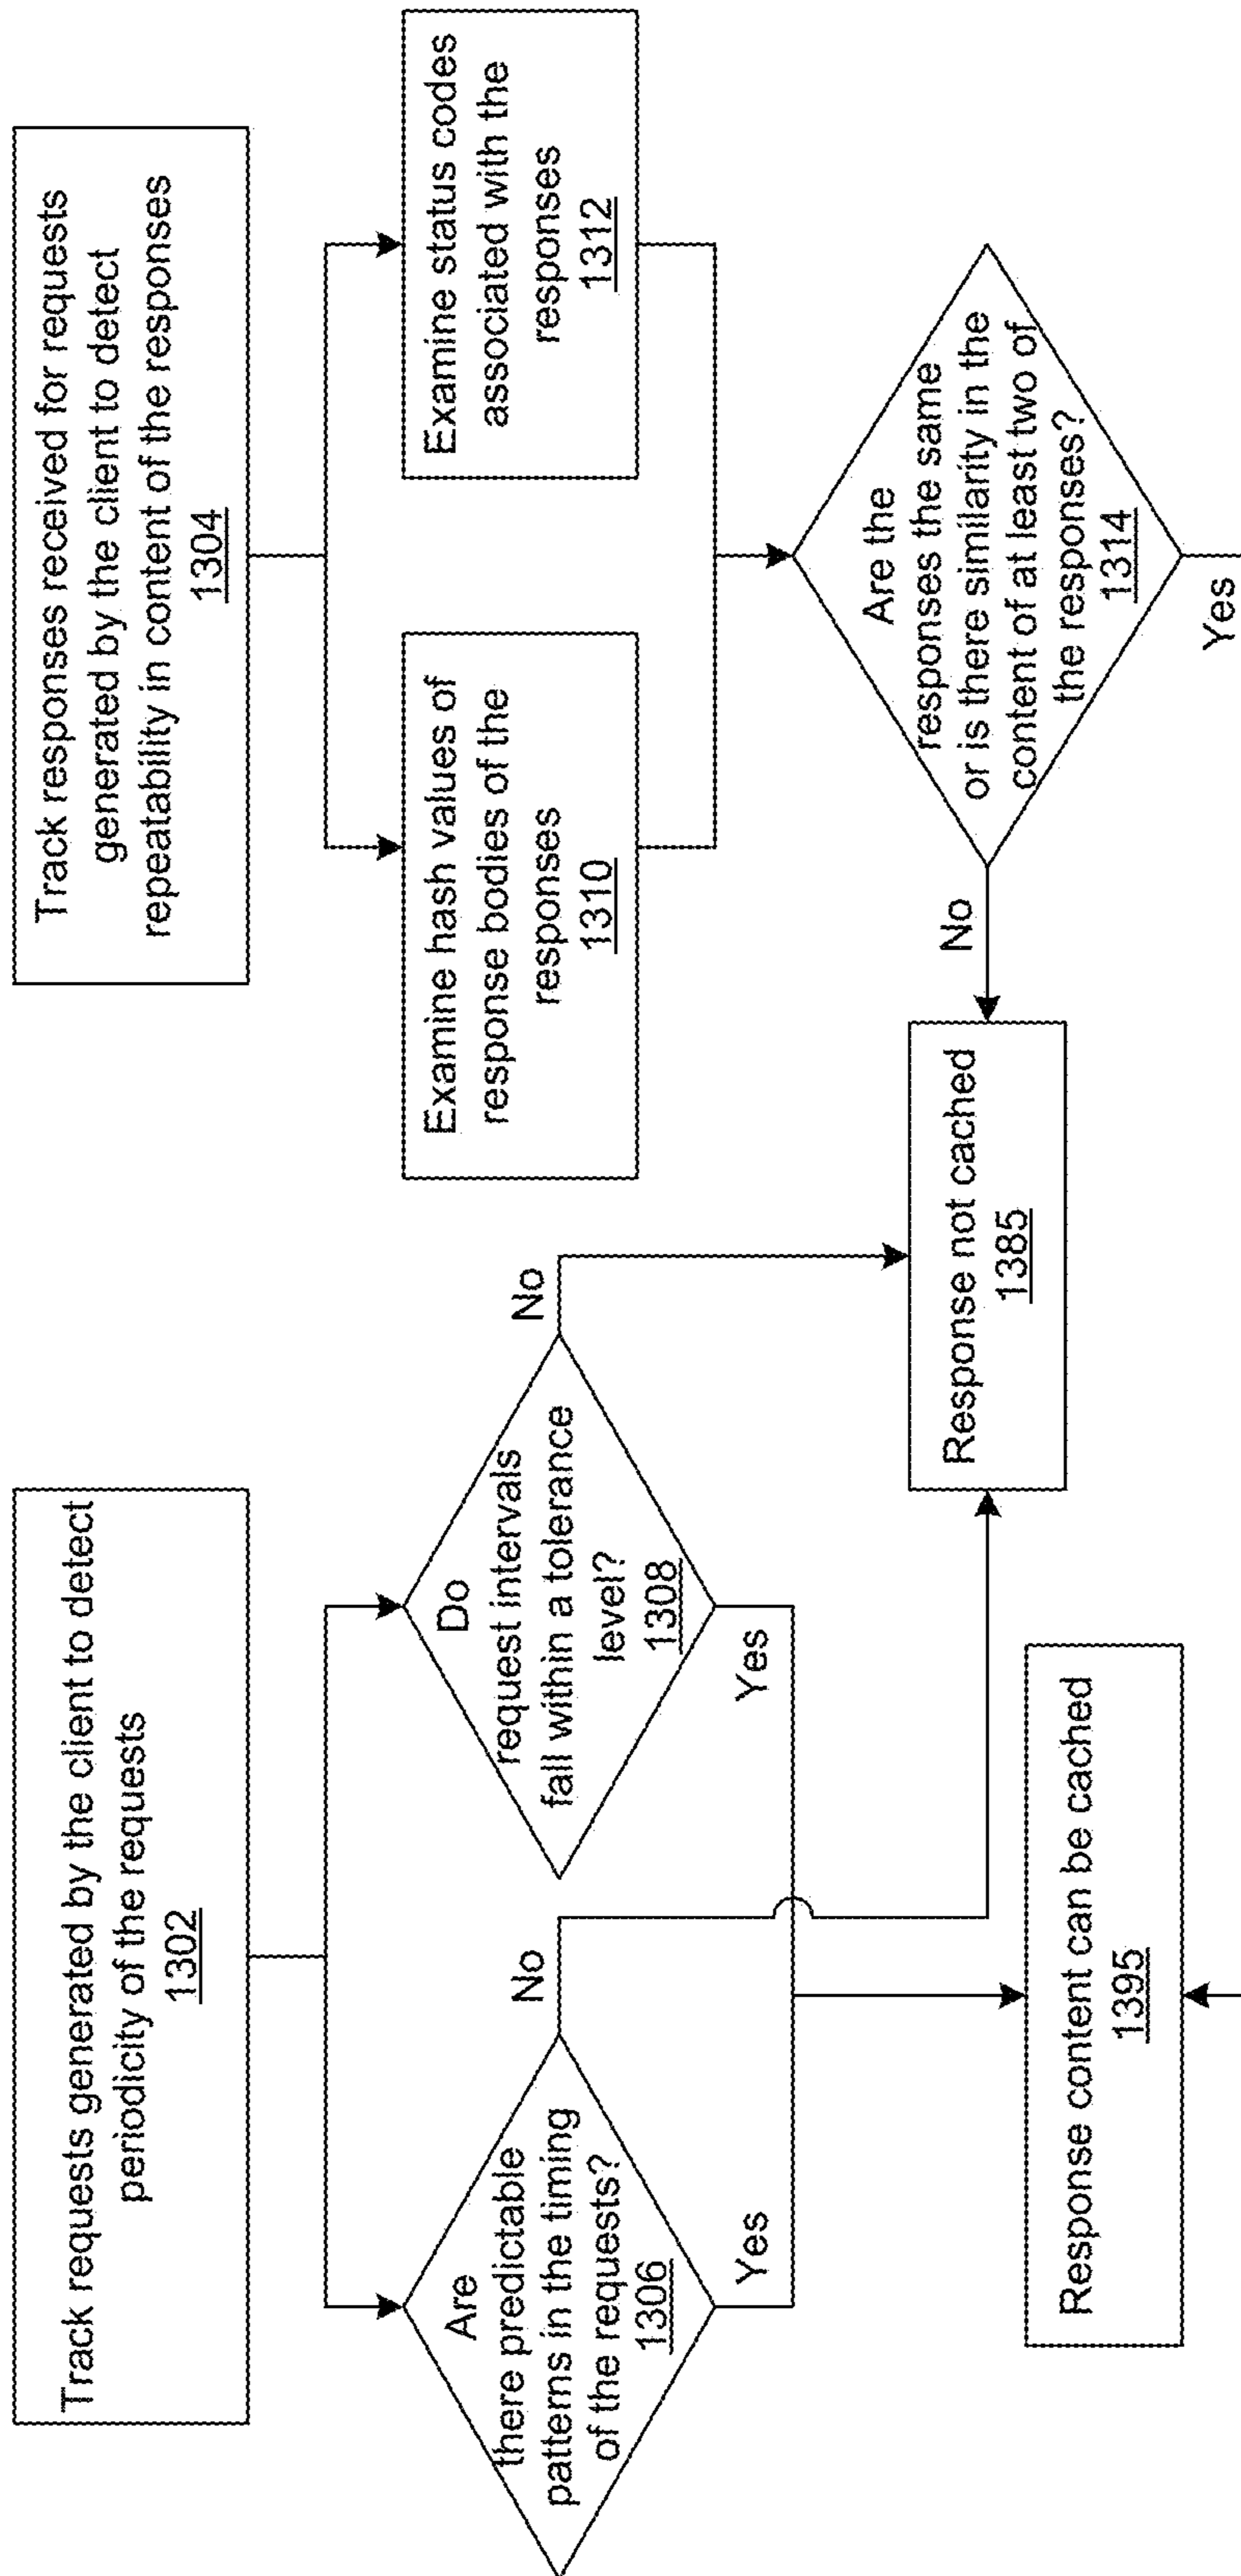 Track requests generated by the client to detect
periodicity of the requests
1302
Are
there predictable
patterns in the timing
of the requests?
1306
No
Yes
Do
request intervals
fall within a tolerance
level?
1308
No
Yes
Response content can be cached
1395
Response not cached
1385
Track responses received for requests
generated by the client to detect
repeatability in content of the responses
1304
Examine hash values of
response bodies of the
responses
1310
Examine status codes
associated with the
responses
1312
Are the
responses the same
or is there similarity in the
content of at least two of
the responses?
1314
No
Yes